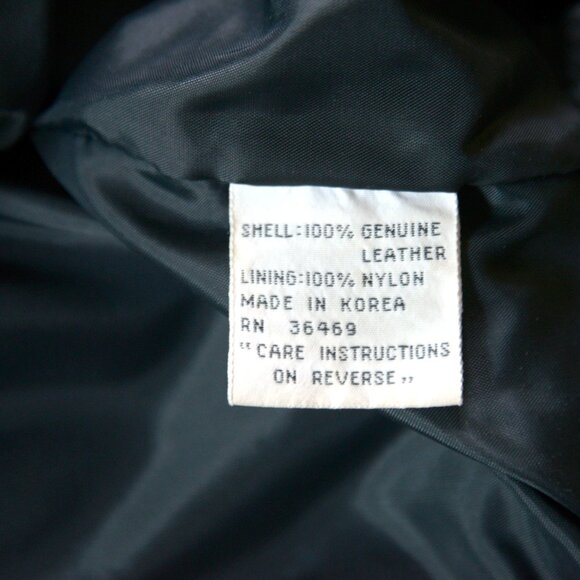 SHELL:100% GENUINE
LEATHER
LINING:100% NYLON
MADE IN KOREA
RN 36469
"CARE INSTRUCTIONS
ON REVERSE„